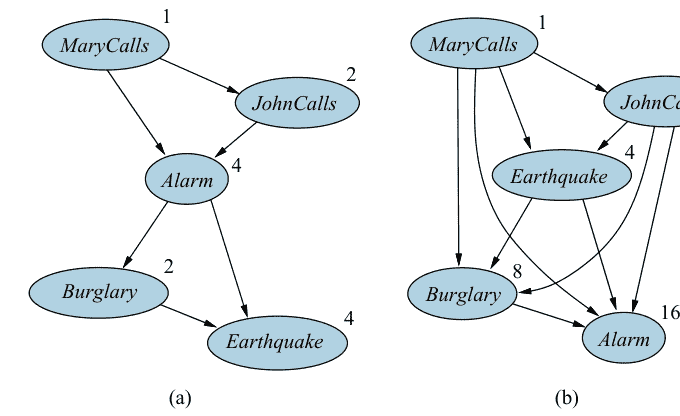 1
MaryCalls
2
JohnCalls
Alarm 4
2
Burglary
4
Earthquake
(a)
1
MaryCalls
4
Earthquake
8
Burglary
16
Alarm
(b)